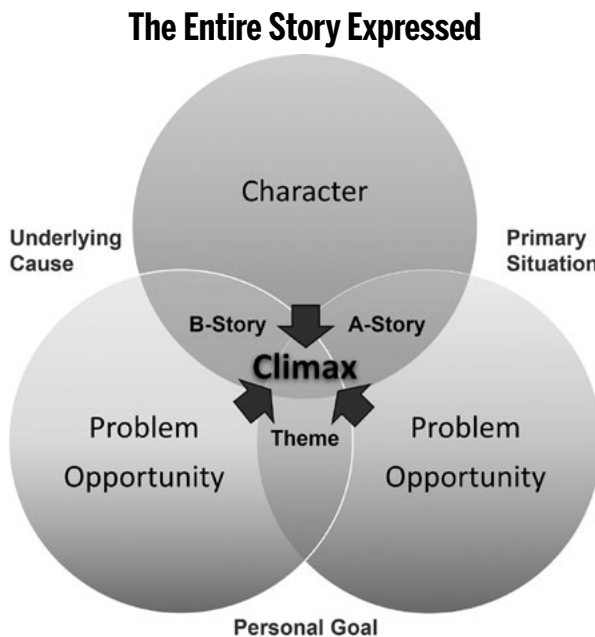 The Entire Story Expressed
Character
Underlying
Cause
Primary
Situation
B-Story
A-Story
Climax
Theme
Problem
Opportunity
Problem
Opportunity
Personal Goal